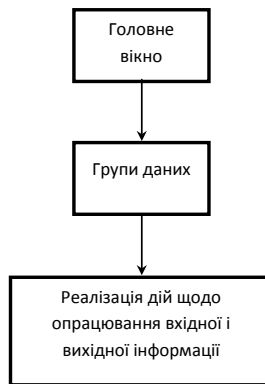 Головне
вікно
Групи даних
Реалізація дій щодо
опрацювання вхідної і
вихідної інформації